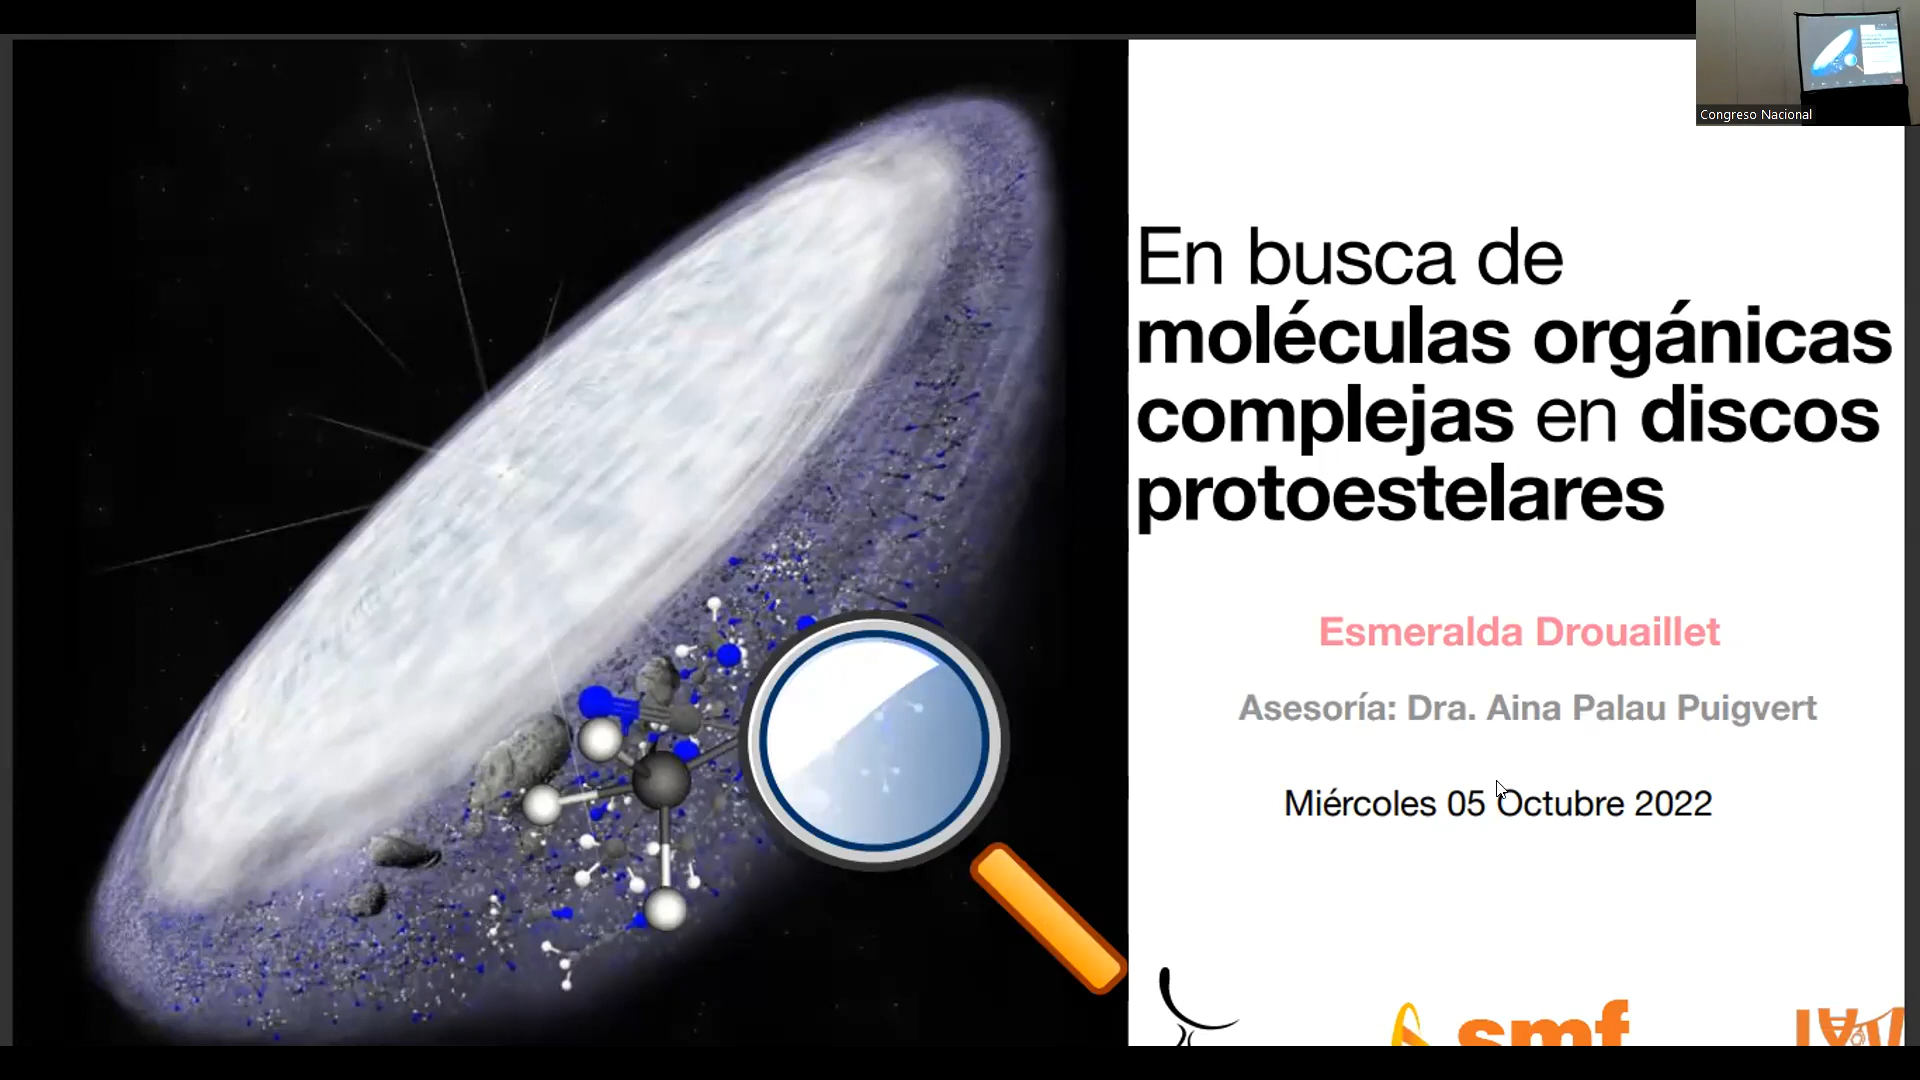 Congreso Nacional
En busca de
moléculas orgánicas
complejas en discos
protoestelares
Esmeralda Drouaillet
Asesoría: Dra. Aina Palau Puigvert
Miércoles 05 Octubre 2022
smf